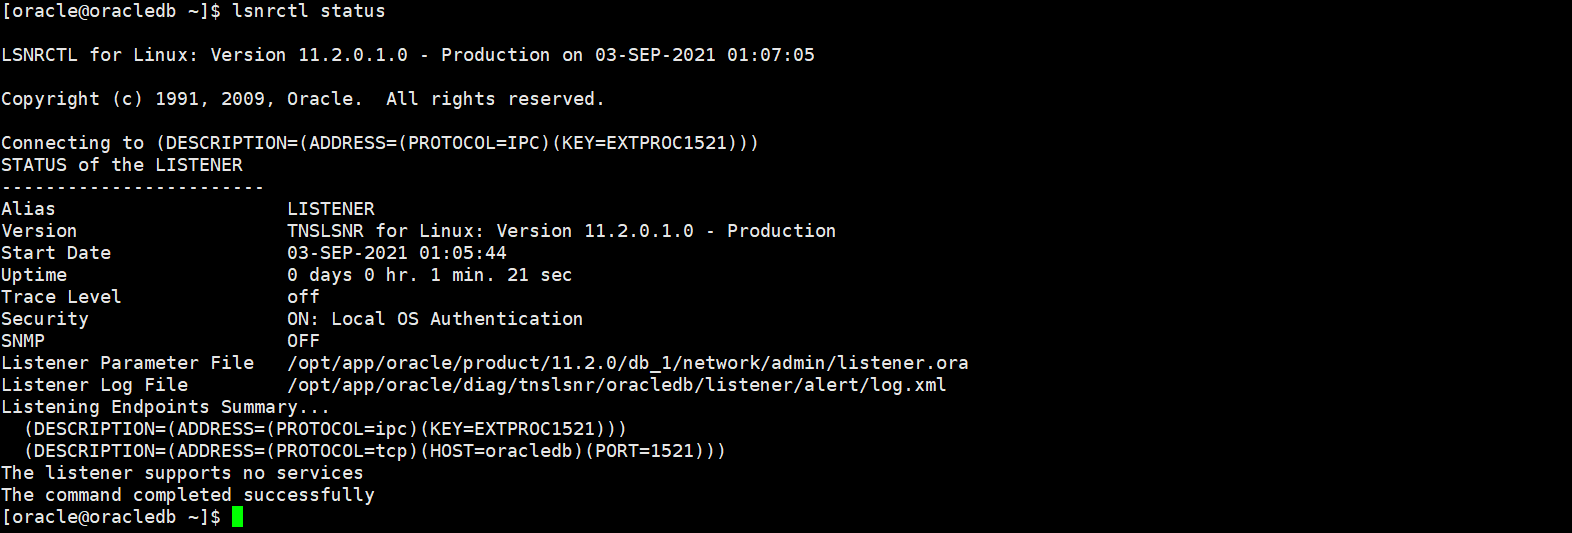 [oracle@oracledb ~]$ lsnrctl status
LSNRCTL for Linux: Version 11.2.0.1.0 - Production on 03-SEP-2021 01:07:05
Copyright (c) 1991, 2009, Oracle.  All rights reserved.
Connecting to (DESCRIPTION=(ADDRESS=(PROTOCOL=IPC)(KEY=EXTPROC1521)))
STATUS of the LISTENER
------------------------
Alias                     LISTENER
Version                   TNSLSNR for Linux: Version 11.2.0.1.0 - Production
Start Date                03-SEP-2021 01:05:44
Uptime                    0 days 0 hr. 1 min. 21 sec
Trace Level               off
Security                  ON: Local OS Authentication
SNMP                      OFF
Listener Parameter File   /opt/app/oracle/product/11.2.0/db_1/network/admin/listener.ora
Listener Log File         /opt/app/oracle/diag/tnslsnr/oracledb/listener/alert/log.xml
Listening Endpoints Summary...
  (DESCRIPTION=(ADDRESS=(PROTOCOL=ipc)(KEY=EXTPROC1521)))
  (DESCRIPTION=(ADDRESS=(PROTOCOL=tcp)(HOST=oracledb)(PORT=1521)))
The listener supports no services
The command completed successfully
[oracle@oracledb ~]$